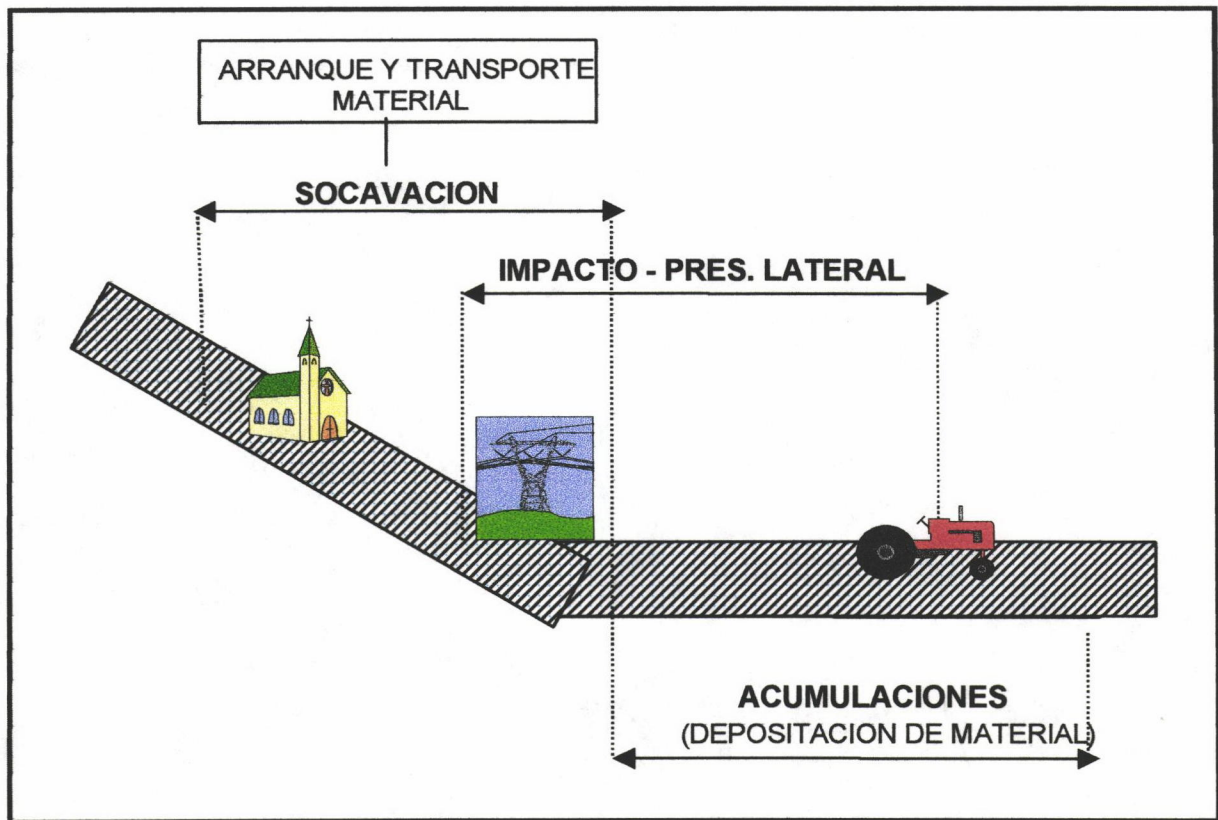 ARRANQUE Y TRANSPORTE
MATERIAL
SOCAVACION
IMPACTO - PRES. LATERAL
ACUMULACIONES
(DEPOSITACION DE MATERIAL)